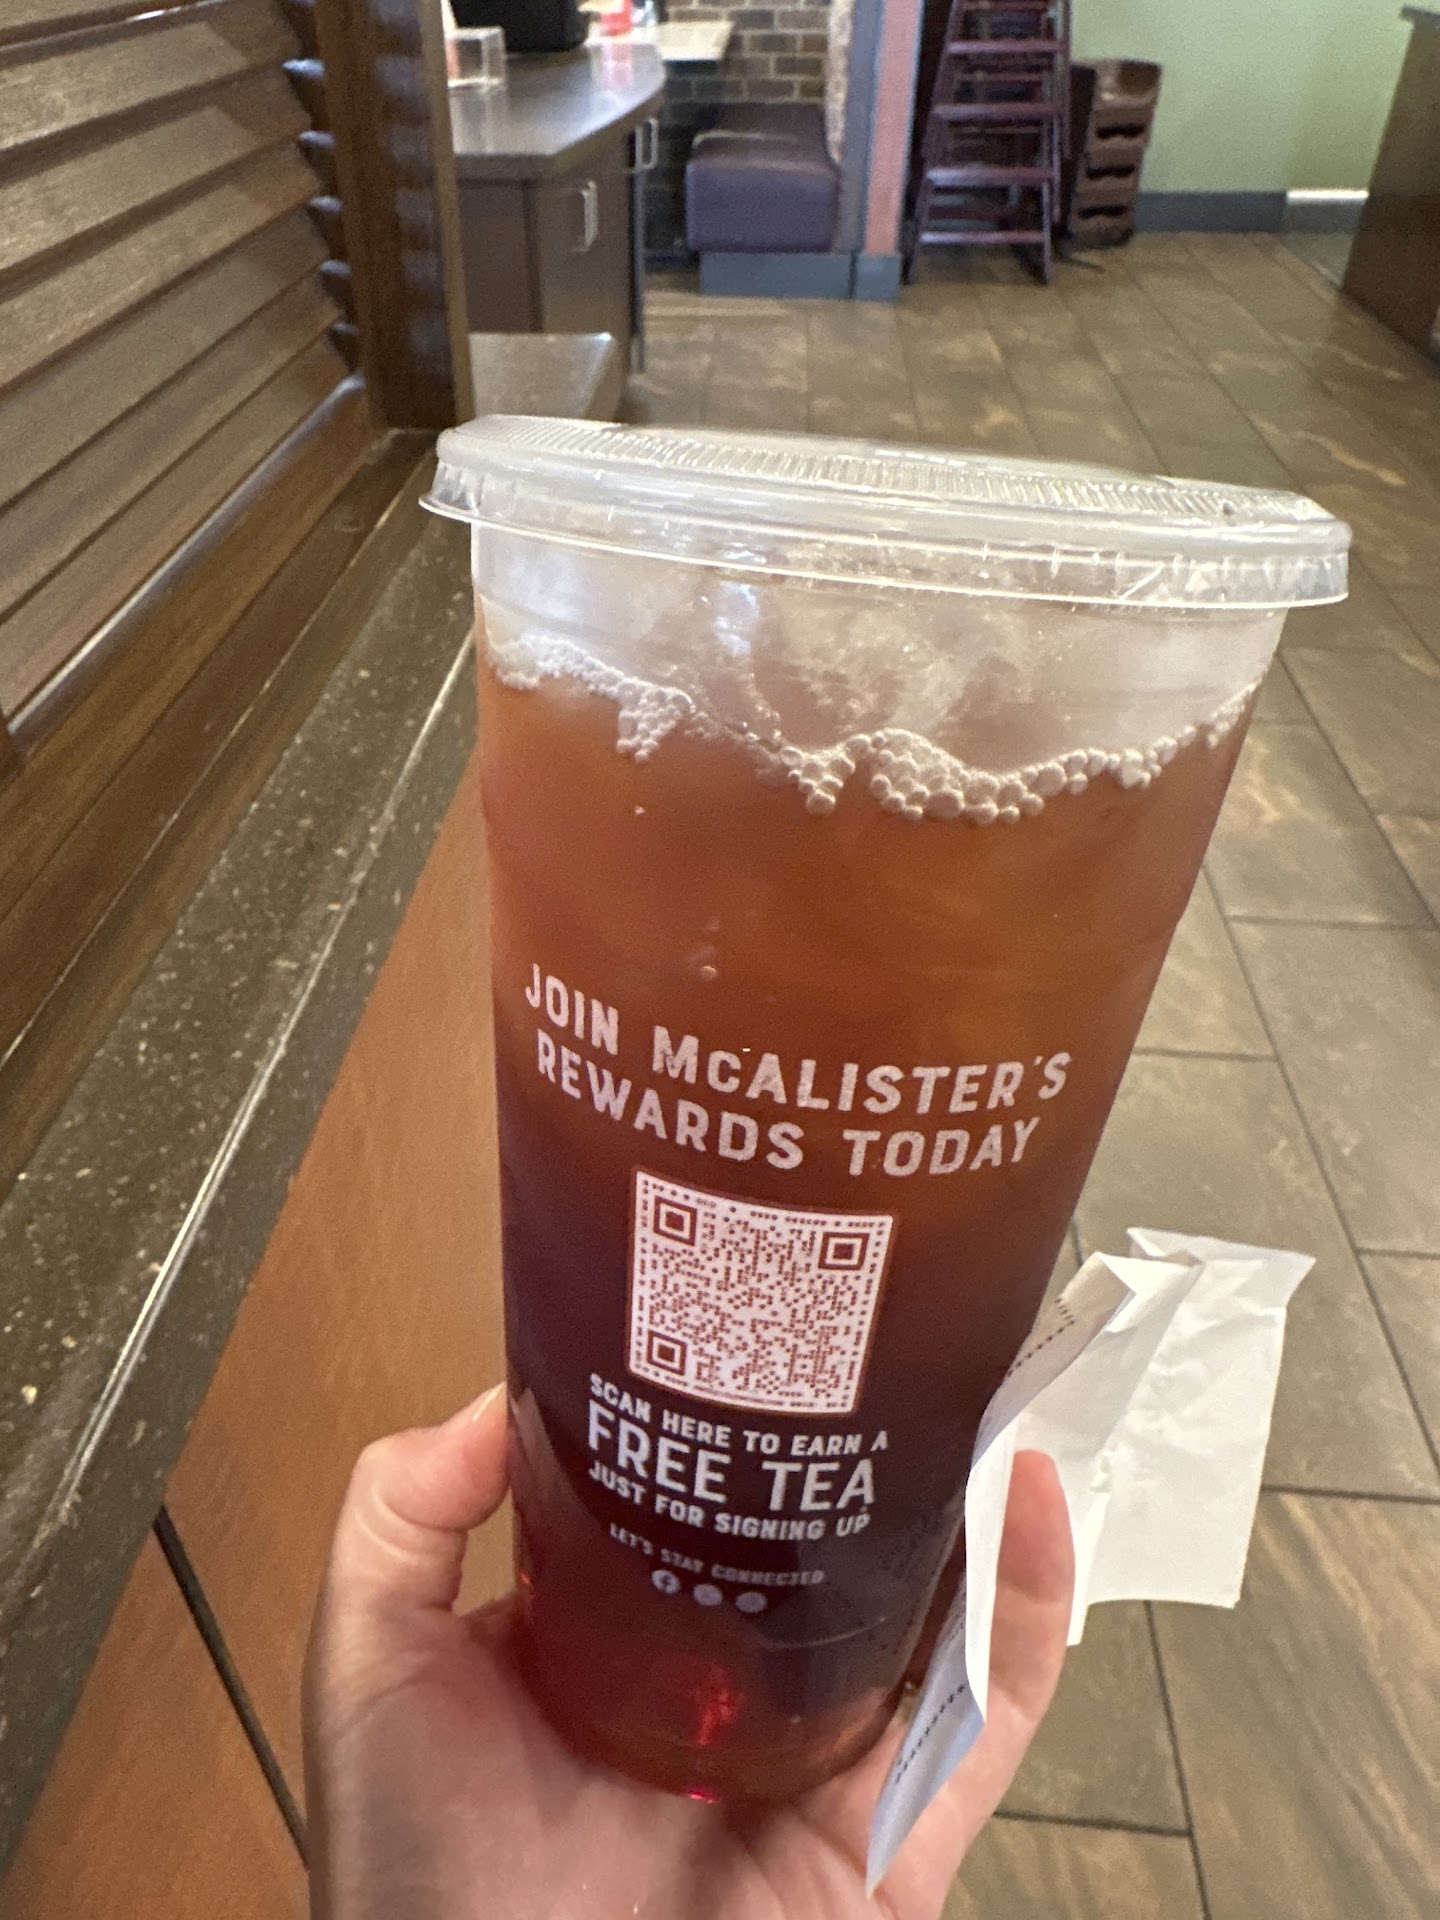 JOIN McALISTER'S
REWARDS TODAY
SCAN HERE TO EARN A
FREE TEA
JUST FOR SIGNING UP
LET'S STAY CONNECTED